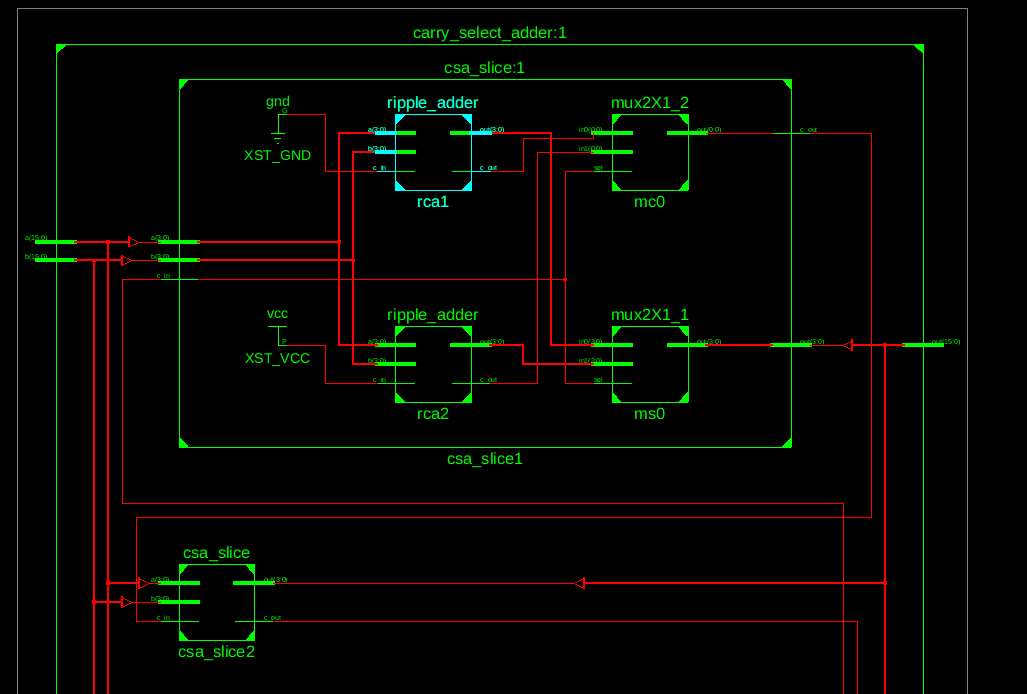 carry_select_adder:1
csa_slice:1
gnd
G
XST_GND
ripple_adder
a(3:0)
b(3:0)
c_in
out(3:0)
c_out
rca1
mux2X1_2
in0(0:0)
in1(0:0)
sel
out(0:0)
mc0
c_out
a(15:0)
b(15:0)
a(3:0)
b(3:0)
c_in
vcc
P
XST_VCC
ripple_adder
a(3:0)
b(3:0)
c_in
out(3:0)
c_out
rca2
mux2X1_1
in0(3:0)
in1(3:0)
sel
out(3:0)
ms0
out(3:0)
out(15:0)
csa_slice1
csa_slice
a(3:0)
b(3:0)
c_in
out(3:0)
c_out
csa_slice2